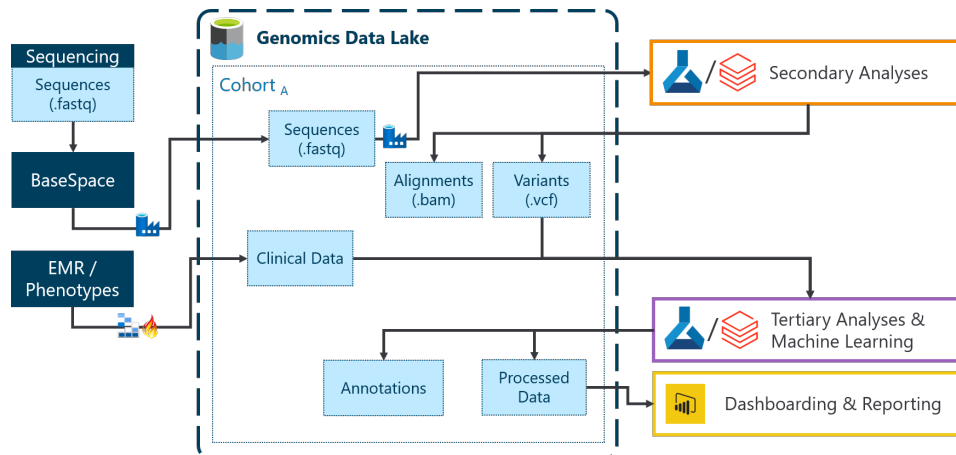 Genomics Data Lake
Sequencing
Sequences
(.fastq)
BaseSpace
EMR /
Phenotypes
Cohort A
Sequences
(.fastq)
Alignments
(.bam)
Variants
(.vcf)
Clinical Data
Annotations
Processed
Data
/
Secondary Analyses
/
Tertiary Analyses &
Machine Learning
Dashboarding & Reporting